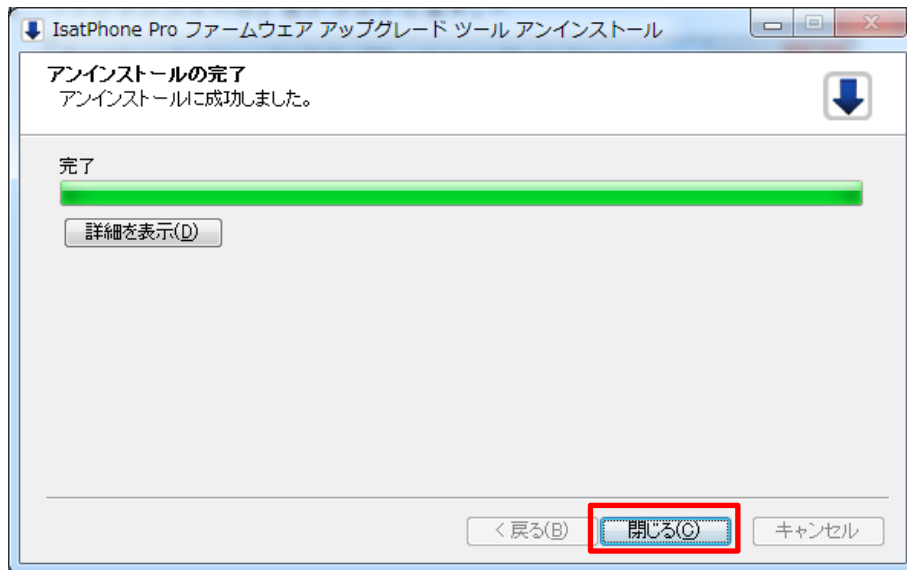 IsatPhone Pro ファームウェア アップグレード ツール アンインストール
アンインストールの完了
アンインストールに成功しました。
完了
詳細を表示(D)
< 戻る(B)
閉じる(C)
キャンセル